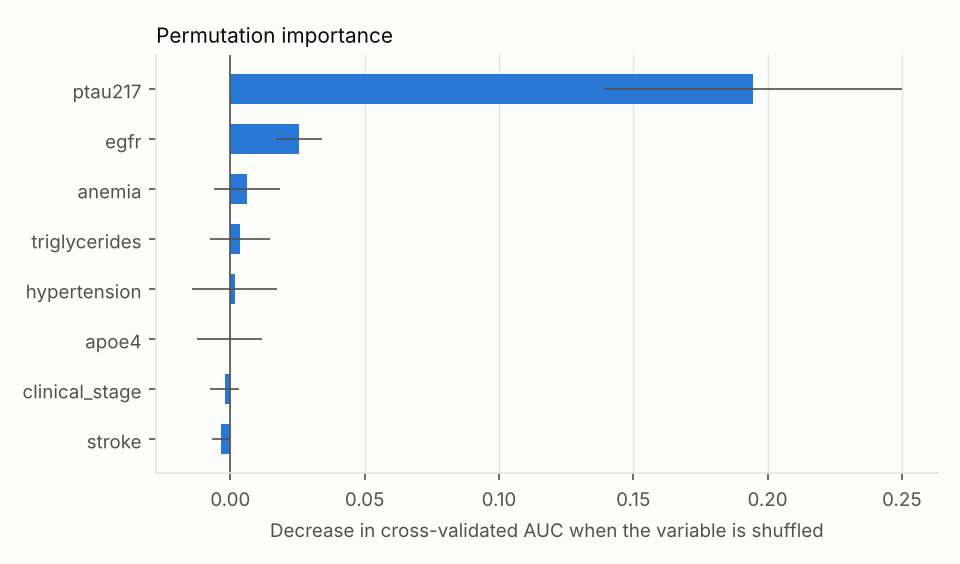 Permutation importance
ptau217
egfr
anemia
triglycerides
hypertension
apoe4
clinical_stage
stroke
0.00 0.05 0.10 0.15 0.20 0.25
Decrease in cross-validated AUC when the variable is shuffled